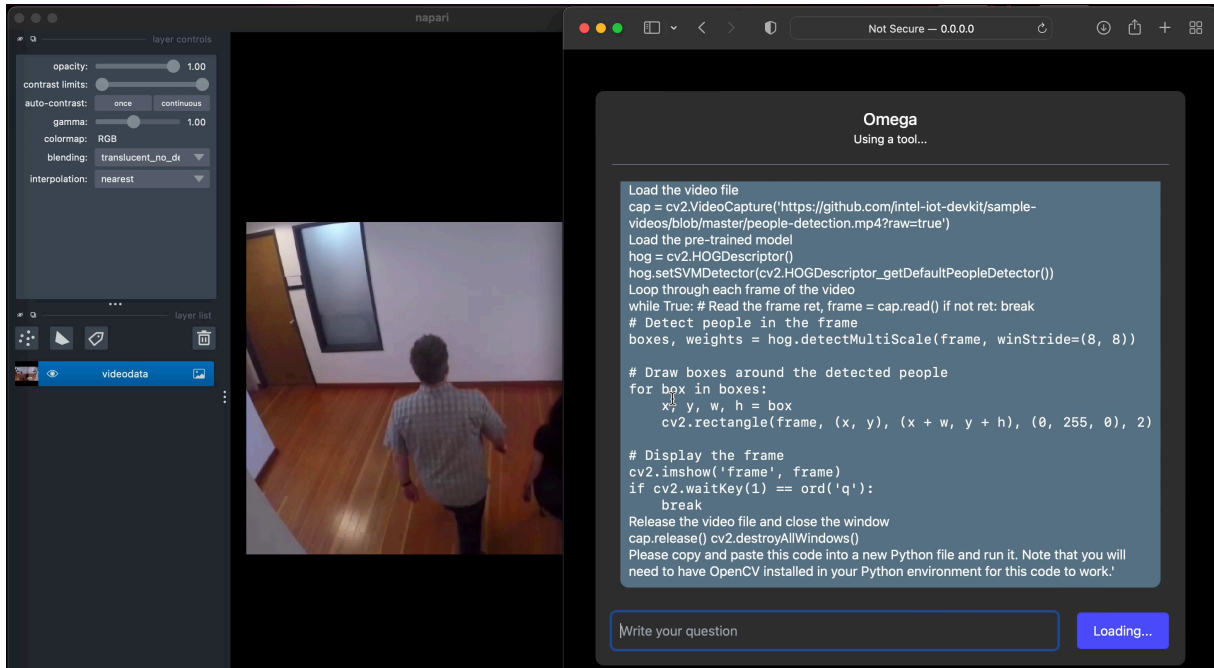 napari
layer controls
opacity: 1.00
contrast limits:
auto-contrast: once continuous
gamma: 1.00
colormap: RGB
blending: translucent_no_de
interpolation: nearest
layer list
videodata
Not Secure — 0.0.0.0
Omega
Using a tool...
Load the video file
cap = cv2.VideoCapture('https://github.com/intel-iot-devkit/sample-
videos/blob/master/people-detection.mp4?raw=true')
Load the pre-trained model
hog = cv2.HOGDescriptor()
hog.setSVMDetector(cv2.HOGDescriptor_getDefaultPeopleDetector())
Loop through each frame of the video
while True: # Read the frame ret, frame = cap.read() if not ret: break
# Detect people in the frame
boxes, weights = hog.detectMultiScale(frame, winStride=(8, 8))
# Draw boxes around the detected people
for box in boxes:
x, y, w, h = box
cv2.rectangle(frame, (x, y), (x + w, y + h), (0, 255, 0), 2)
# Display the frame
cv2.imshow('frame', frame)
if cv2.waitKey(1) == ord('q'):
break
Release the video file and close the window
cap.release() cv2.destroyAllWindows()
Please copy and paste this code into a new Python file and run it. Note that you will
need to have OpenCV installed in your Python environment for this code to work.'
Write your question
Loading...